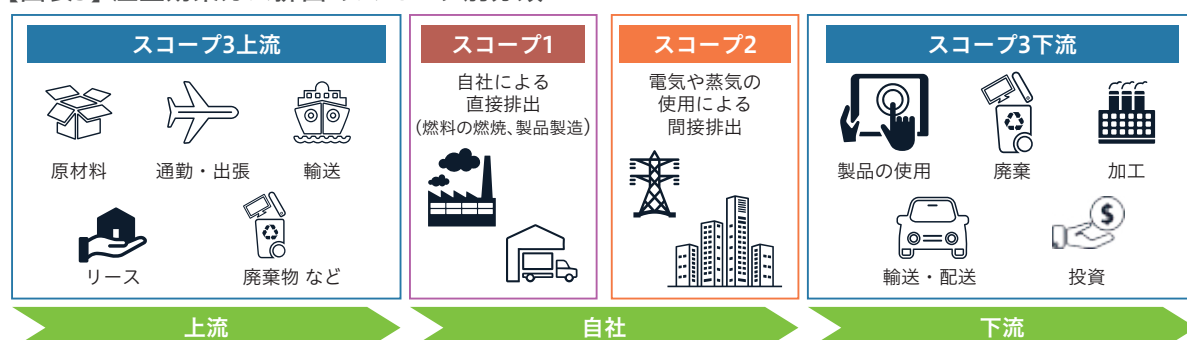 スコープ3上流
原材料
通勤・出張
輸送
リース
廃棄物 など
スコープ1
自社による
直接排出
(燃料の燃焼、製品製造)
スコープ2
電気や蒸気の
使用による
間接排出
スコープ3下流
製品の使用
廃棄
加工
輸送・配送
$
投資
上流
自社
下流